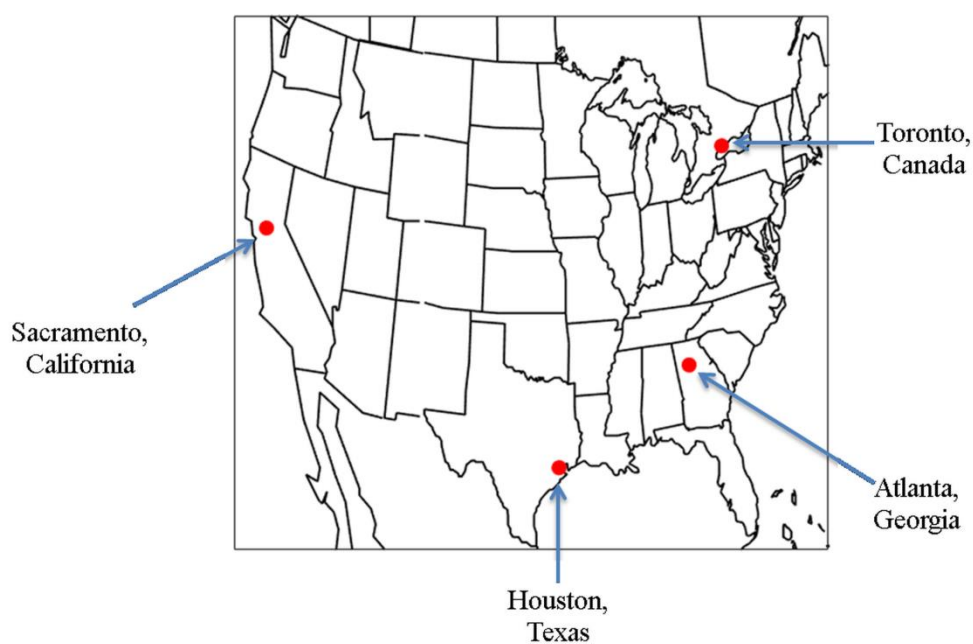 Toronto,
Canada
Sacramento,
California
Atlanta,
Georgia
Houston,
Texas